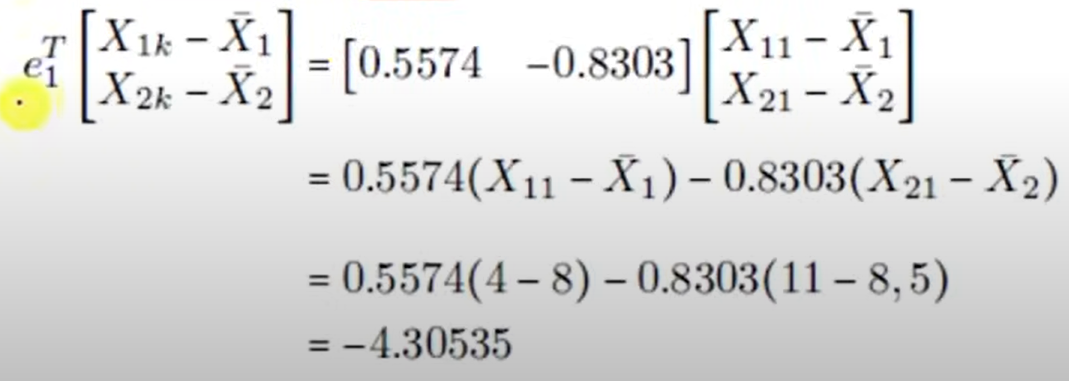 e₁ᵀ [X₁ₖ − X̄₁; X₂ₖ − X̄₂] = [0.5574 −0.8303] [X₁₁ − X̄₁; X₂₁ − X̄₂]
= 0.5574(X₁₁ − X̄₁) − 0.8303(X₂₁ − X̄₂)
= 0.5574(4 − 8) − 0.8303(11 − 8,5)
= −4.30535